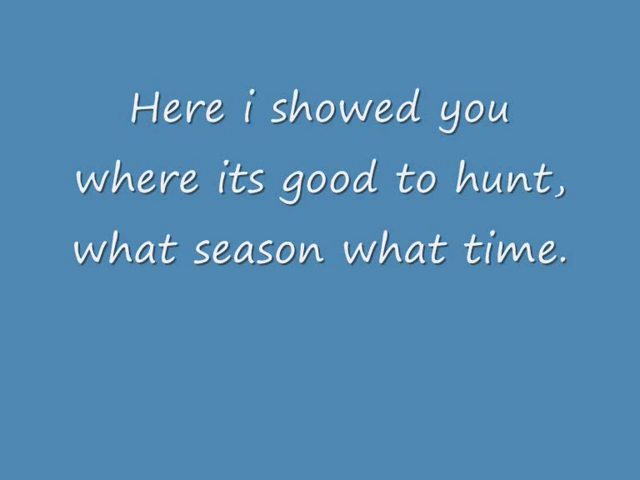 Here i showed you
where its good to hunt,
what season what time.